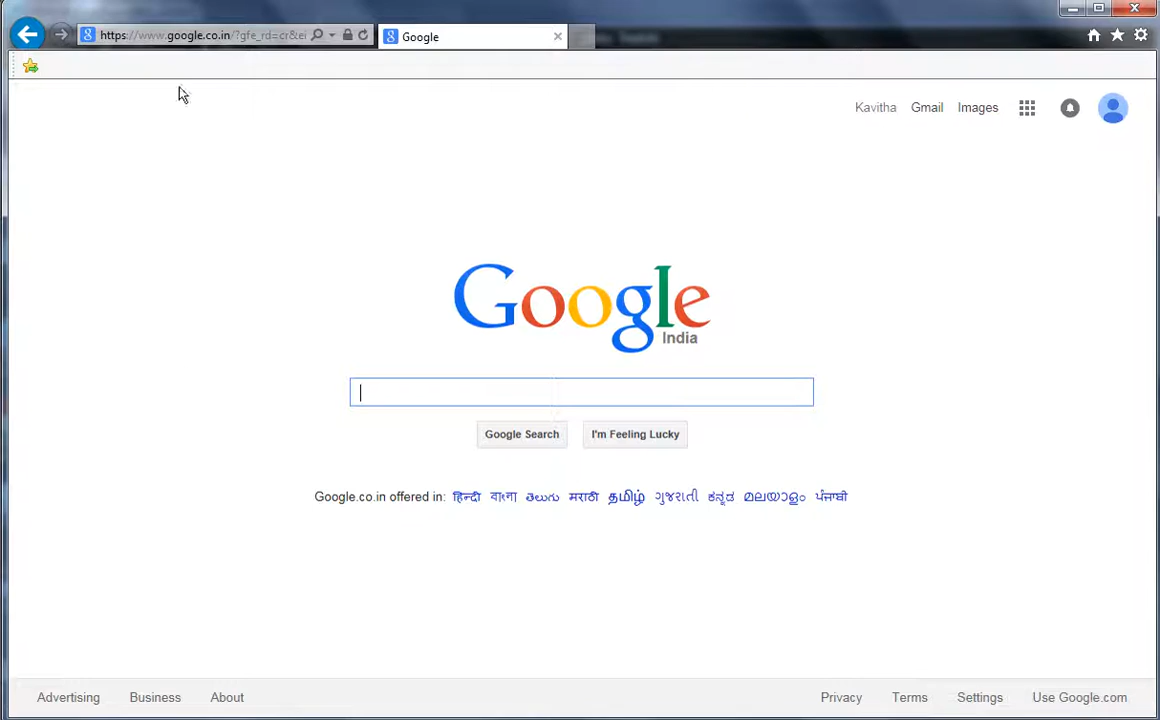 https://www.google.co.in/?gfe_rd=cr&ei
Google
Kavitha Gmail Images
Google
India
Google Search I'm Feeling Lucky
Google.co.in offered in: हिन्दी বাংলা తెలుగు मराठी தமிழ் ગુજરાતી ಕನ್ನಡ മലയാളം ਪੰਜਾਬੀ
Advertising Business About Privacy Terms Settings Use Google.com